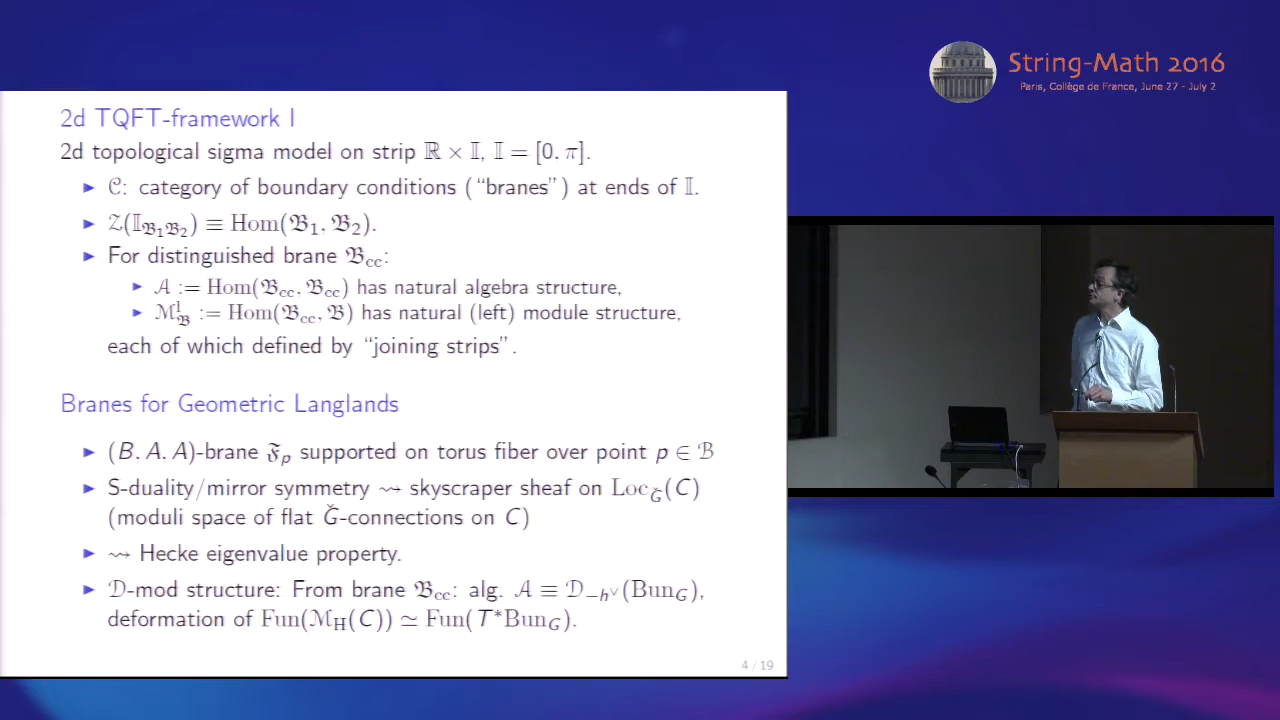 String-Math 2016
Paris, Collège de France, June 27 - July 2
2d TQFT-framework I
2d topological sigma model on strip ℝ × 𝕀, 𝕀 = [0. π].
▶ 𝒞: category of boundary conditions (“branes”) at ends of 𝕀.
▶ 𝒵(𝕀_{𝔅₁𝔅₂}) ≡ Hom(𝔅₁, 𝔅₂).
▶ For distinguished brane 𝔅_cc:
▶ 𝒜 := Hom(𝔅_cc, 𝔅_cc) has natural algebra structure,
▶ ℳ^l_𝔅 := Hom(𝔅_cc, 𝔅) has natural (left) module structure,
each of which defined by “joining strips”.
Branes for Geometric Langlands
▶ (B, A, A)-brane 𝔉_p supported on torus fiber over point p ∈ ℬ
▶ S-duality/mirror symmetry ⇝ skyscraper sheaf on Loc_Ǧ(C)
(moduli space of flat Ǧ-connections on C)
▶ ⇝ Hecke eigenvalue property.
▶ 𝒟-mod structure: From brane 𝔅_cc: alg. 𝒜 ≡ 𝒟_{−h^∨}(Bun_G),
deformation of Fun(ℳ_H(C)) ≃ Fun(T*Bun_G).
4 / 19